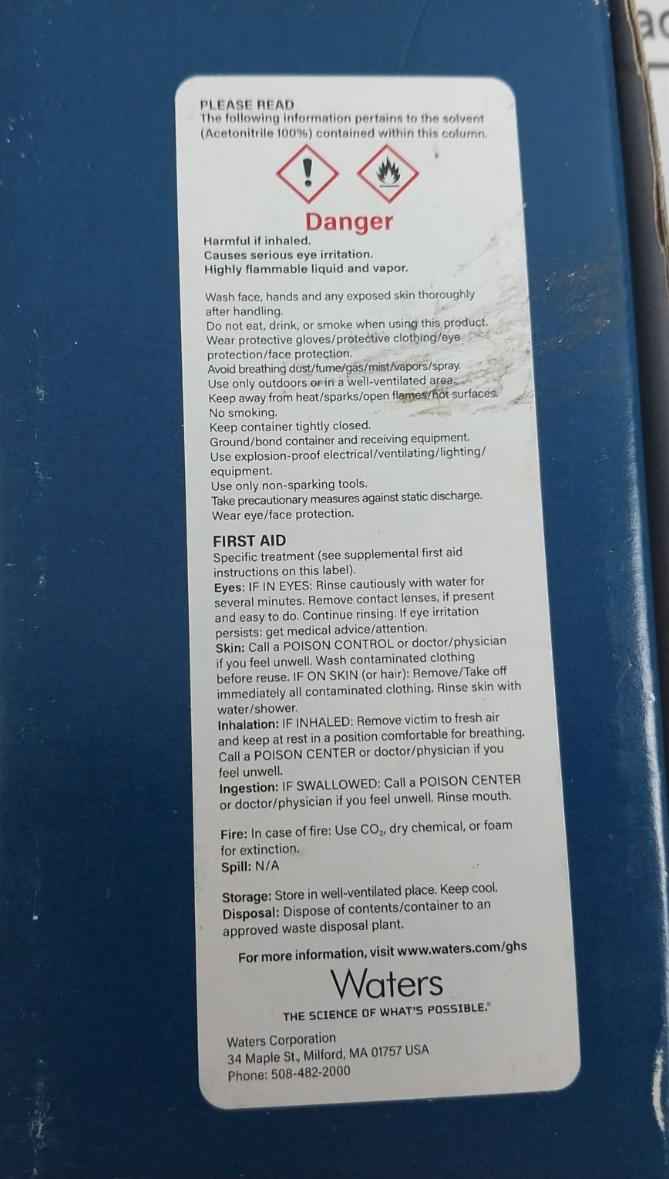 PLEASE READ
The following information pertains to the solvent
(Acetonitrile 100%) contained within this column.
Danger
Harmful if inhaled.
Causes serious eye irritation.
Highly flammable liquid and vapor.
Wash face, hands and any exposed skin thoroughly
after handling.
Do not eat, drink, or smoke when using this product.
Wear protective gloves/protective clothing/eye
protection/face protection.
Avoid breathing dust/fume/gas/mist/vapors/spray.
Use only outdoors or in a well-ventilated area.
Keep away from heat/sparks/open flames/hot surfaces.
No smoking.
Keep container tightly closed.
Ground/bond container and receiving equipment.
Use explosion-proof electrical/ventilating/lighting/
equipment.
Use only non-sparking tools.
Take precautionary measures against static discharge.
Wear eye/face protection.
FIRST AID
Specific treatment (see supplemental first aid
instructions on this label).
Eyes: IF IN EYES: Rinse cautiously with water for
several minutes. Remove contact lenses, if present
and easy to do. Continue rinsing. If eye irritation
persists: get medical advice/attention.
Skin: Call a POISON CONTROL or doctor/physician
if you feel unwell. Wash contaminated clothing
before reuse. IF ON SKIN (or hair): Remove/Take off
immediately all contaminated clothing. Rinse skin with
water/shower.
Inhalation: IF INHALED: Remove victim to fresh air
and keep at rest in a position comfortable for breathing.
Call a POISON CENTER or doctor/physician if you
feel unwell.
Ingestion: IF SWALLOWED: Call a POISON CENTER
or doctor/physician if you feel unwell. Rinse mouth.
Fire: In case of fire: Use CO₂, dry chemical, or foam
for extinction.
Spill: N/A
Storage: Store in well-ventilated place. Keep cool.
Disposal: Dispose of contents/container to an
approved waste disposal plant.
For more information, visit www.waters.com/ghs
Waters
THE SCIENCE OF WHAT'S POSSIBLE.®
Waters Corporation
34 Maple St., Milford, MA 01757 USA
Phone: 508-482-2000